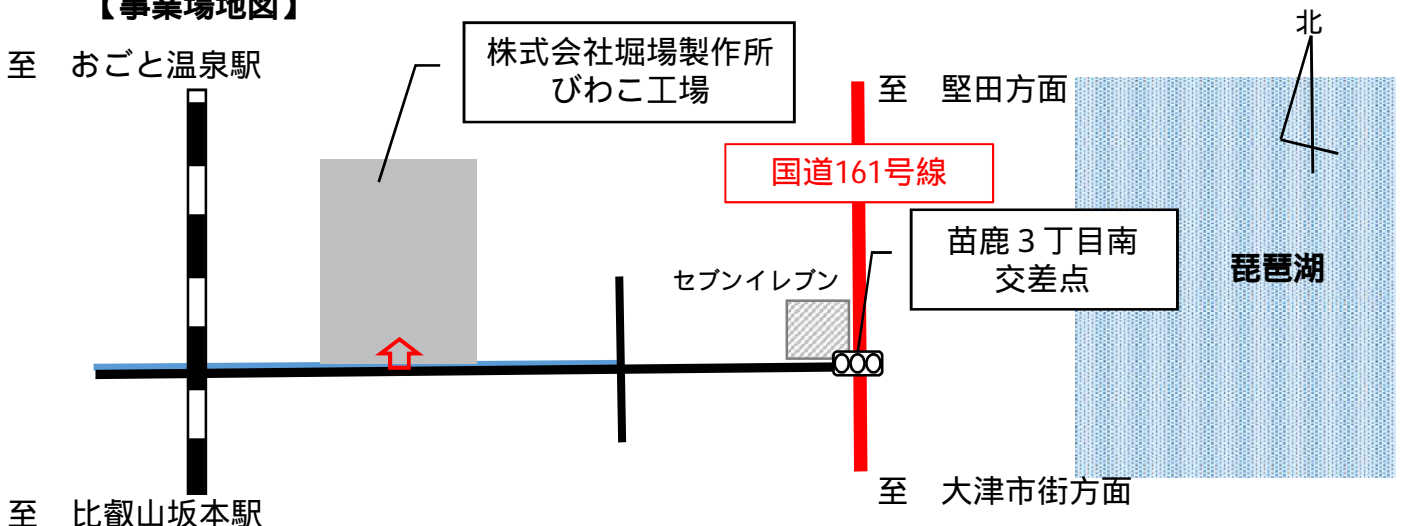 【事業場地図】
北
至　おごと温泉駅
株式会社堀場製作所
びわこ工場
至　堅田方面
国道161号線
苗鹿３丁目南
交差点
セブンイレブン
琵琶湖
至　大津市街方面
至　比叡山坂本駅